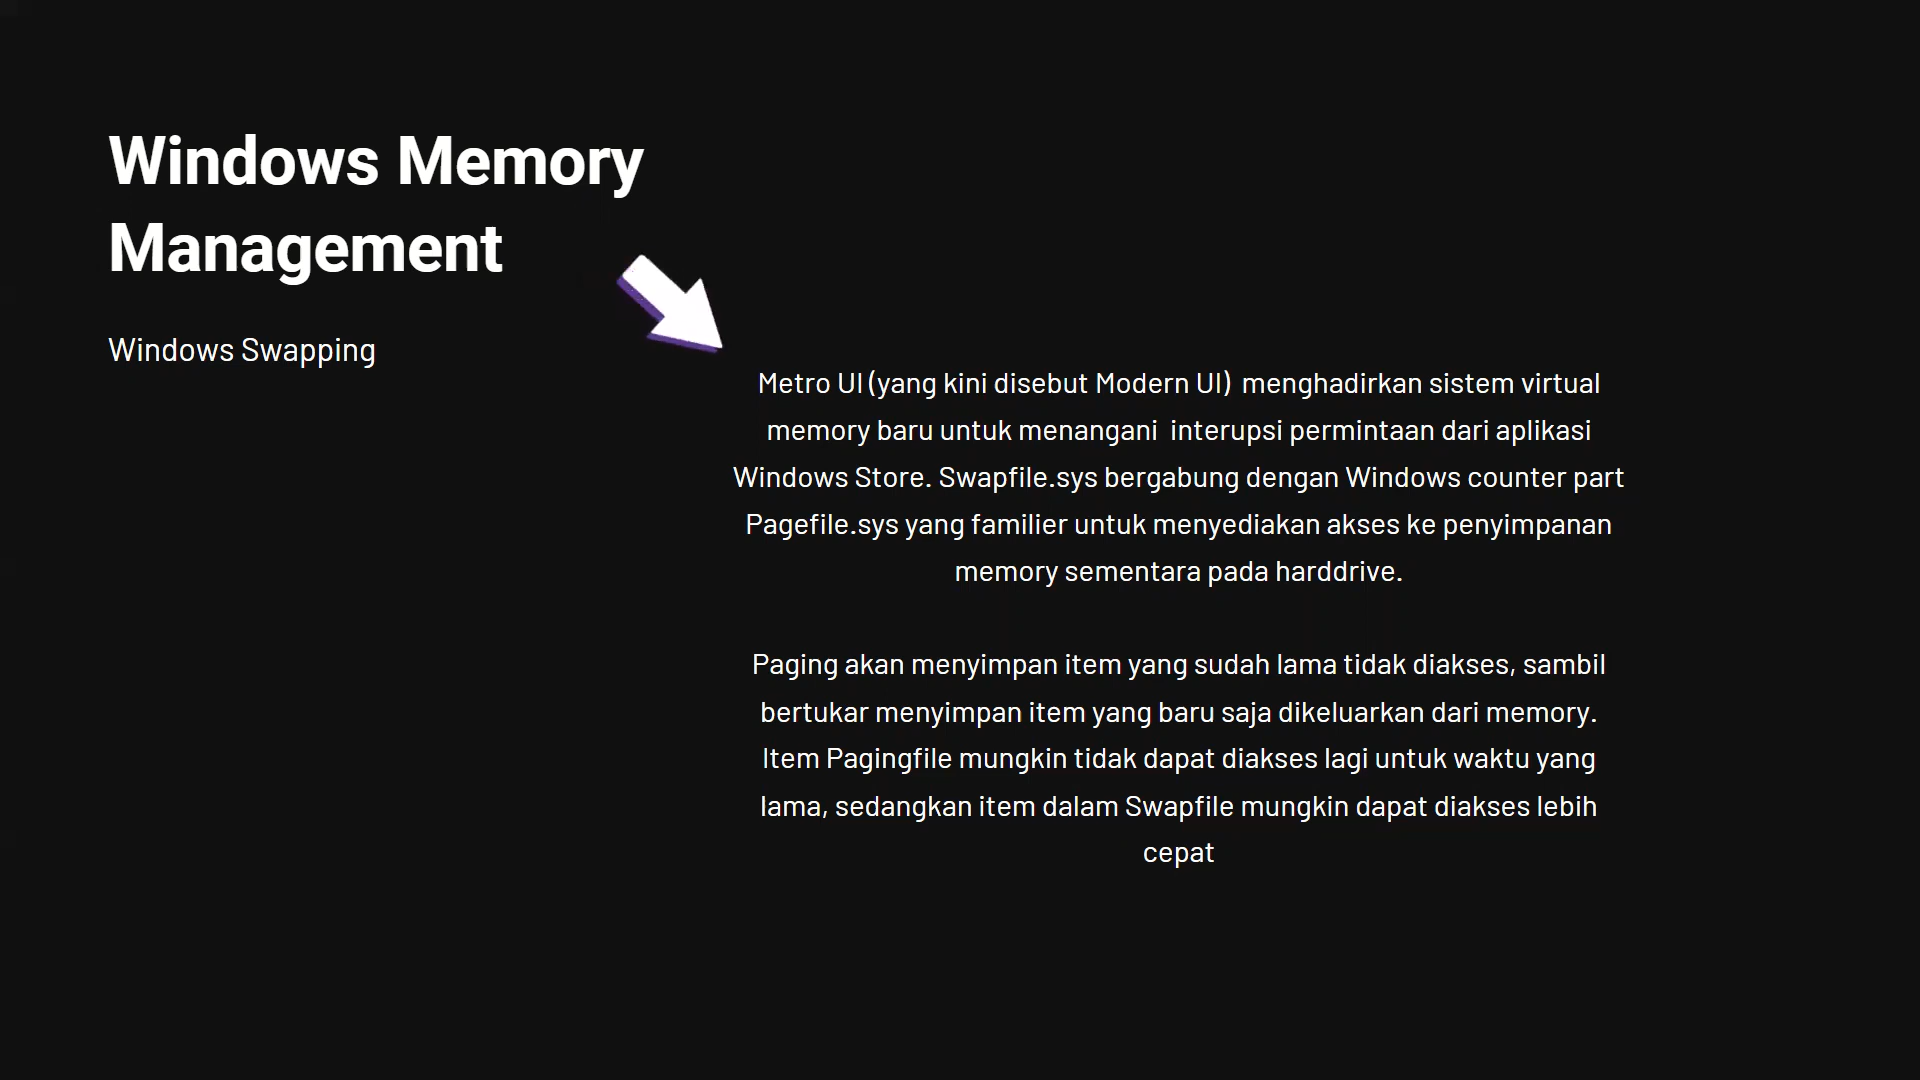 Windows Memory
Management
Windows Swapping
Metro UI (yang kini disebut Modern UI)  menghadirkan sistem virtual
memory baru untuk menangani  interupsi permintaan dari aplikasi
Windows Store. Swapfile.sys bergabung dengan Windows counter part
Pagefile.sys yang familier untuk menyediakan akses ke penyimpanan
memory sementara pada harddrive.
Paging akan menyimpan item yang sudah lama tidak diakses, sambil
bertukar menyimpan item yang baru saja dikeluarkan dari memory.
Item Pagingfile mungkin tidak dapat diakses lagi untuk waktu yang
lama, sedangkan item dalam Swapfile mungkin dapat diakses lebih
cepat